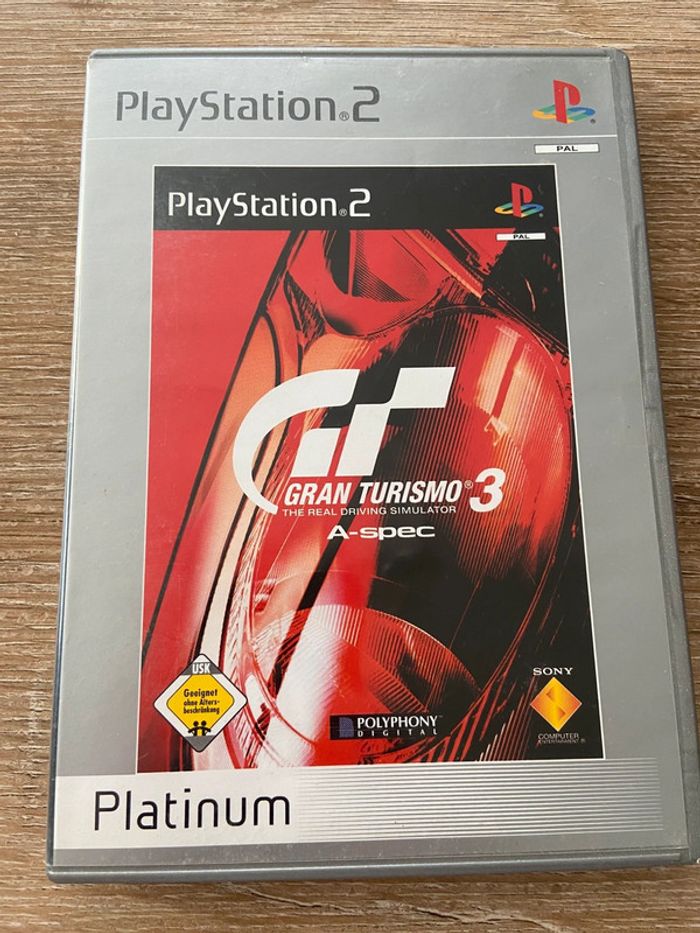 PlayStation®2
PAL
PlayStation®2
PAL
GRAN TURISMO® 3
THE REAL DRIVING SIMULATOR
A-spec
USK
Geeignet
ohne Alters-
beschränkung
POLYPHONY
DIGITAL
SONY
COMPUTER
ENTERTAINMENT ®
Platinum